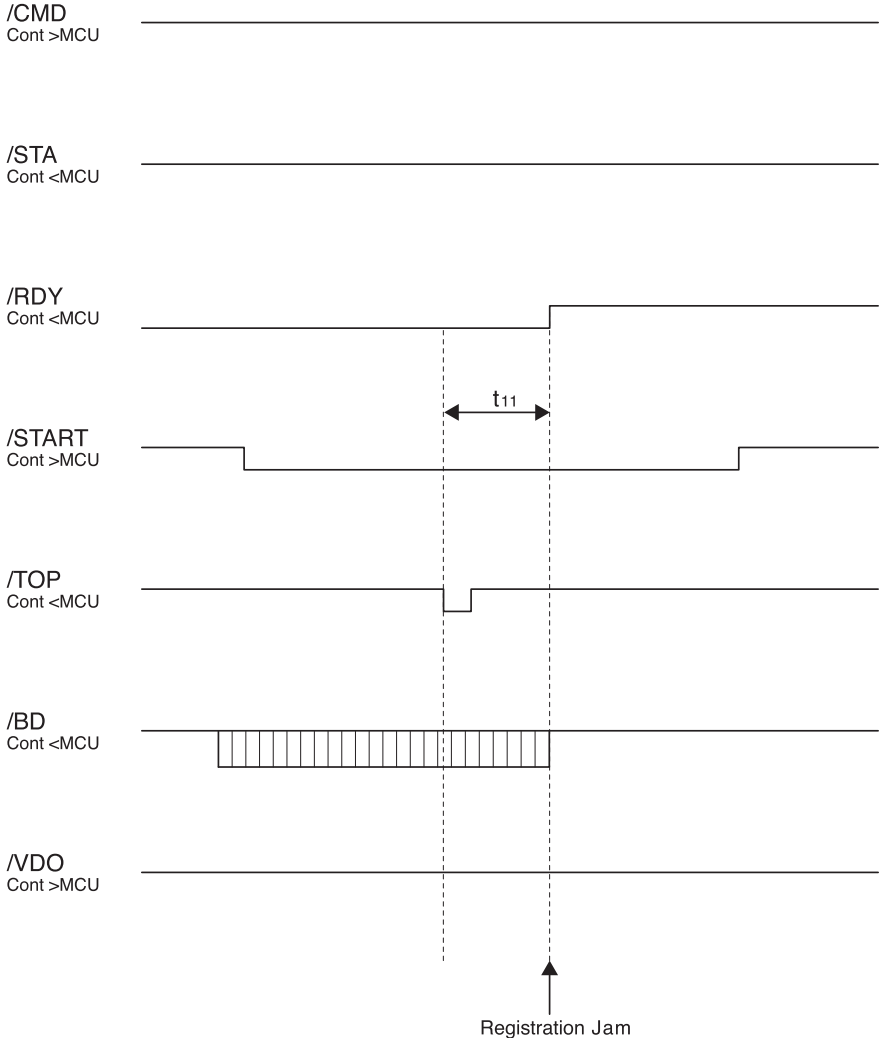 /CMD
Cont >MCU
/STA
Cont <MCU
/RDY
Cont <MCU
t11
/START
Cont >MCU
/TOP
Cont <MCU
/BD
Cont <MCU
/VDO
Cont >MCU
Registration Jam